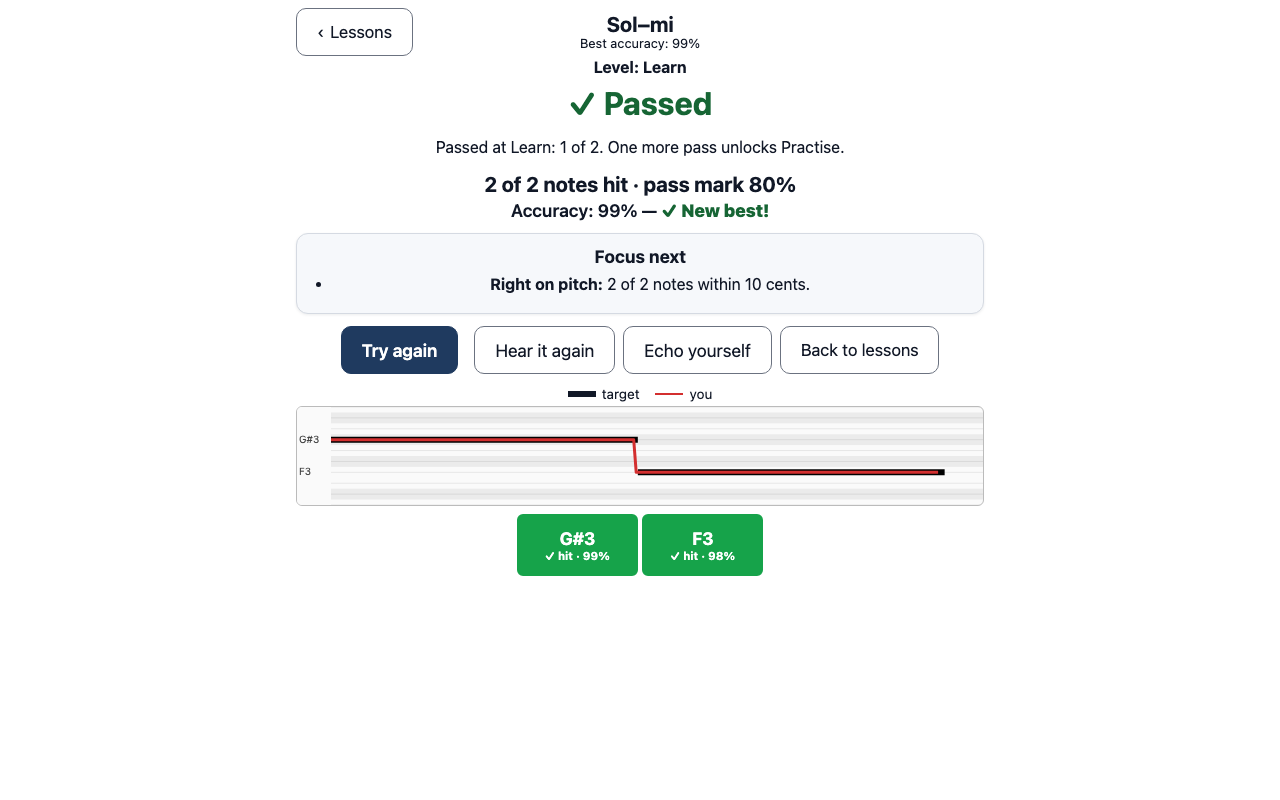 ‹ Lessons
Sol–mi
Best accuracy: 99%
Level: Learn
✓ Passed
Passed at Learn: 1 of 2. One more pass unlocks Practise.
2 of 2 notes hit · pass mark 80%
Accuracy: 99% — ✓ New best!
Focus next
• Right on pitch: 2 of 2 notes within 10 cents.
Try again
Hear it again
Echo yourself
Back to lessons
target
you
G#3
F3
G#3
✓ hit · 99%
F3
✓ hit · 98%